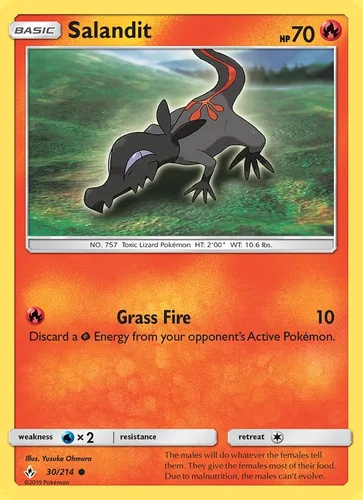 BASIC Salandit HP 70
NO. 757 Toxic Lizard Pokémon HT: 2'00" WT: 10.6 lbs.
Grass Fire 10
Discard a Energy from your opponent's Active Pokémon.
weakness ×2 resistance retreat
Illus. Yusuke Ohmura
30/214
©2019 Pokémon
The males will do whatever the females tell
them. They give the females most of their food.
Due to malnutrition, the males can't evolve.